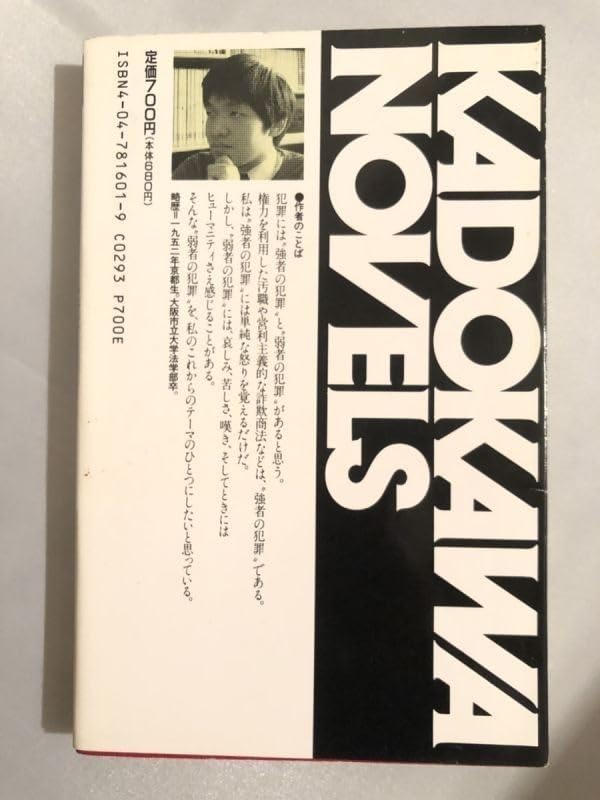 KADOKAWA
NOVELS
●作者のことば
犯罪には〝強者の犯罪〟と〝弱者の犯罪〟があると思う。
権力を利用した汚職や営利主義的な詐欺商法などは、〝強者の犯罪〟である。
私は〝強者の犯罪〟には単純な怒りを覚えるだけだ。
しかし、〝弱者の犯罪〟には、哀しみ、苦しさ、嘆き、そしてときには
ヒューマニティさえ感じることがある。
そんな〝弱者の犯罪〟を、私のこれからのテーマのひとつにしたいと思っている。
略歴=一九五二年京都生。大阪市立大学法学部卒。
定価700円(本体680円)
ISBN4-04-781601-9 C0293 P700E